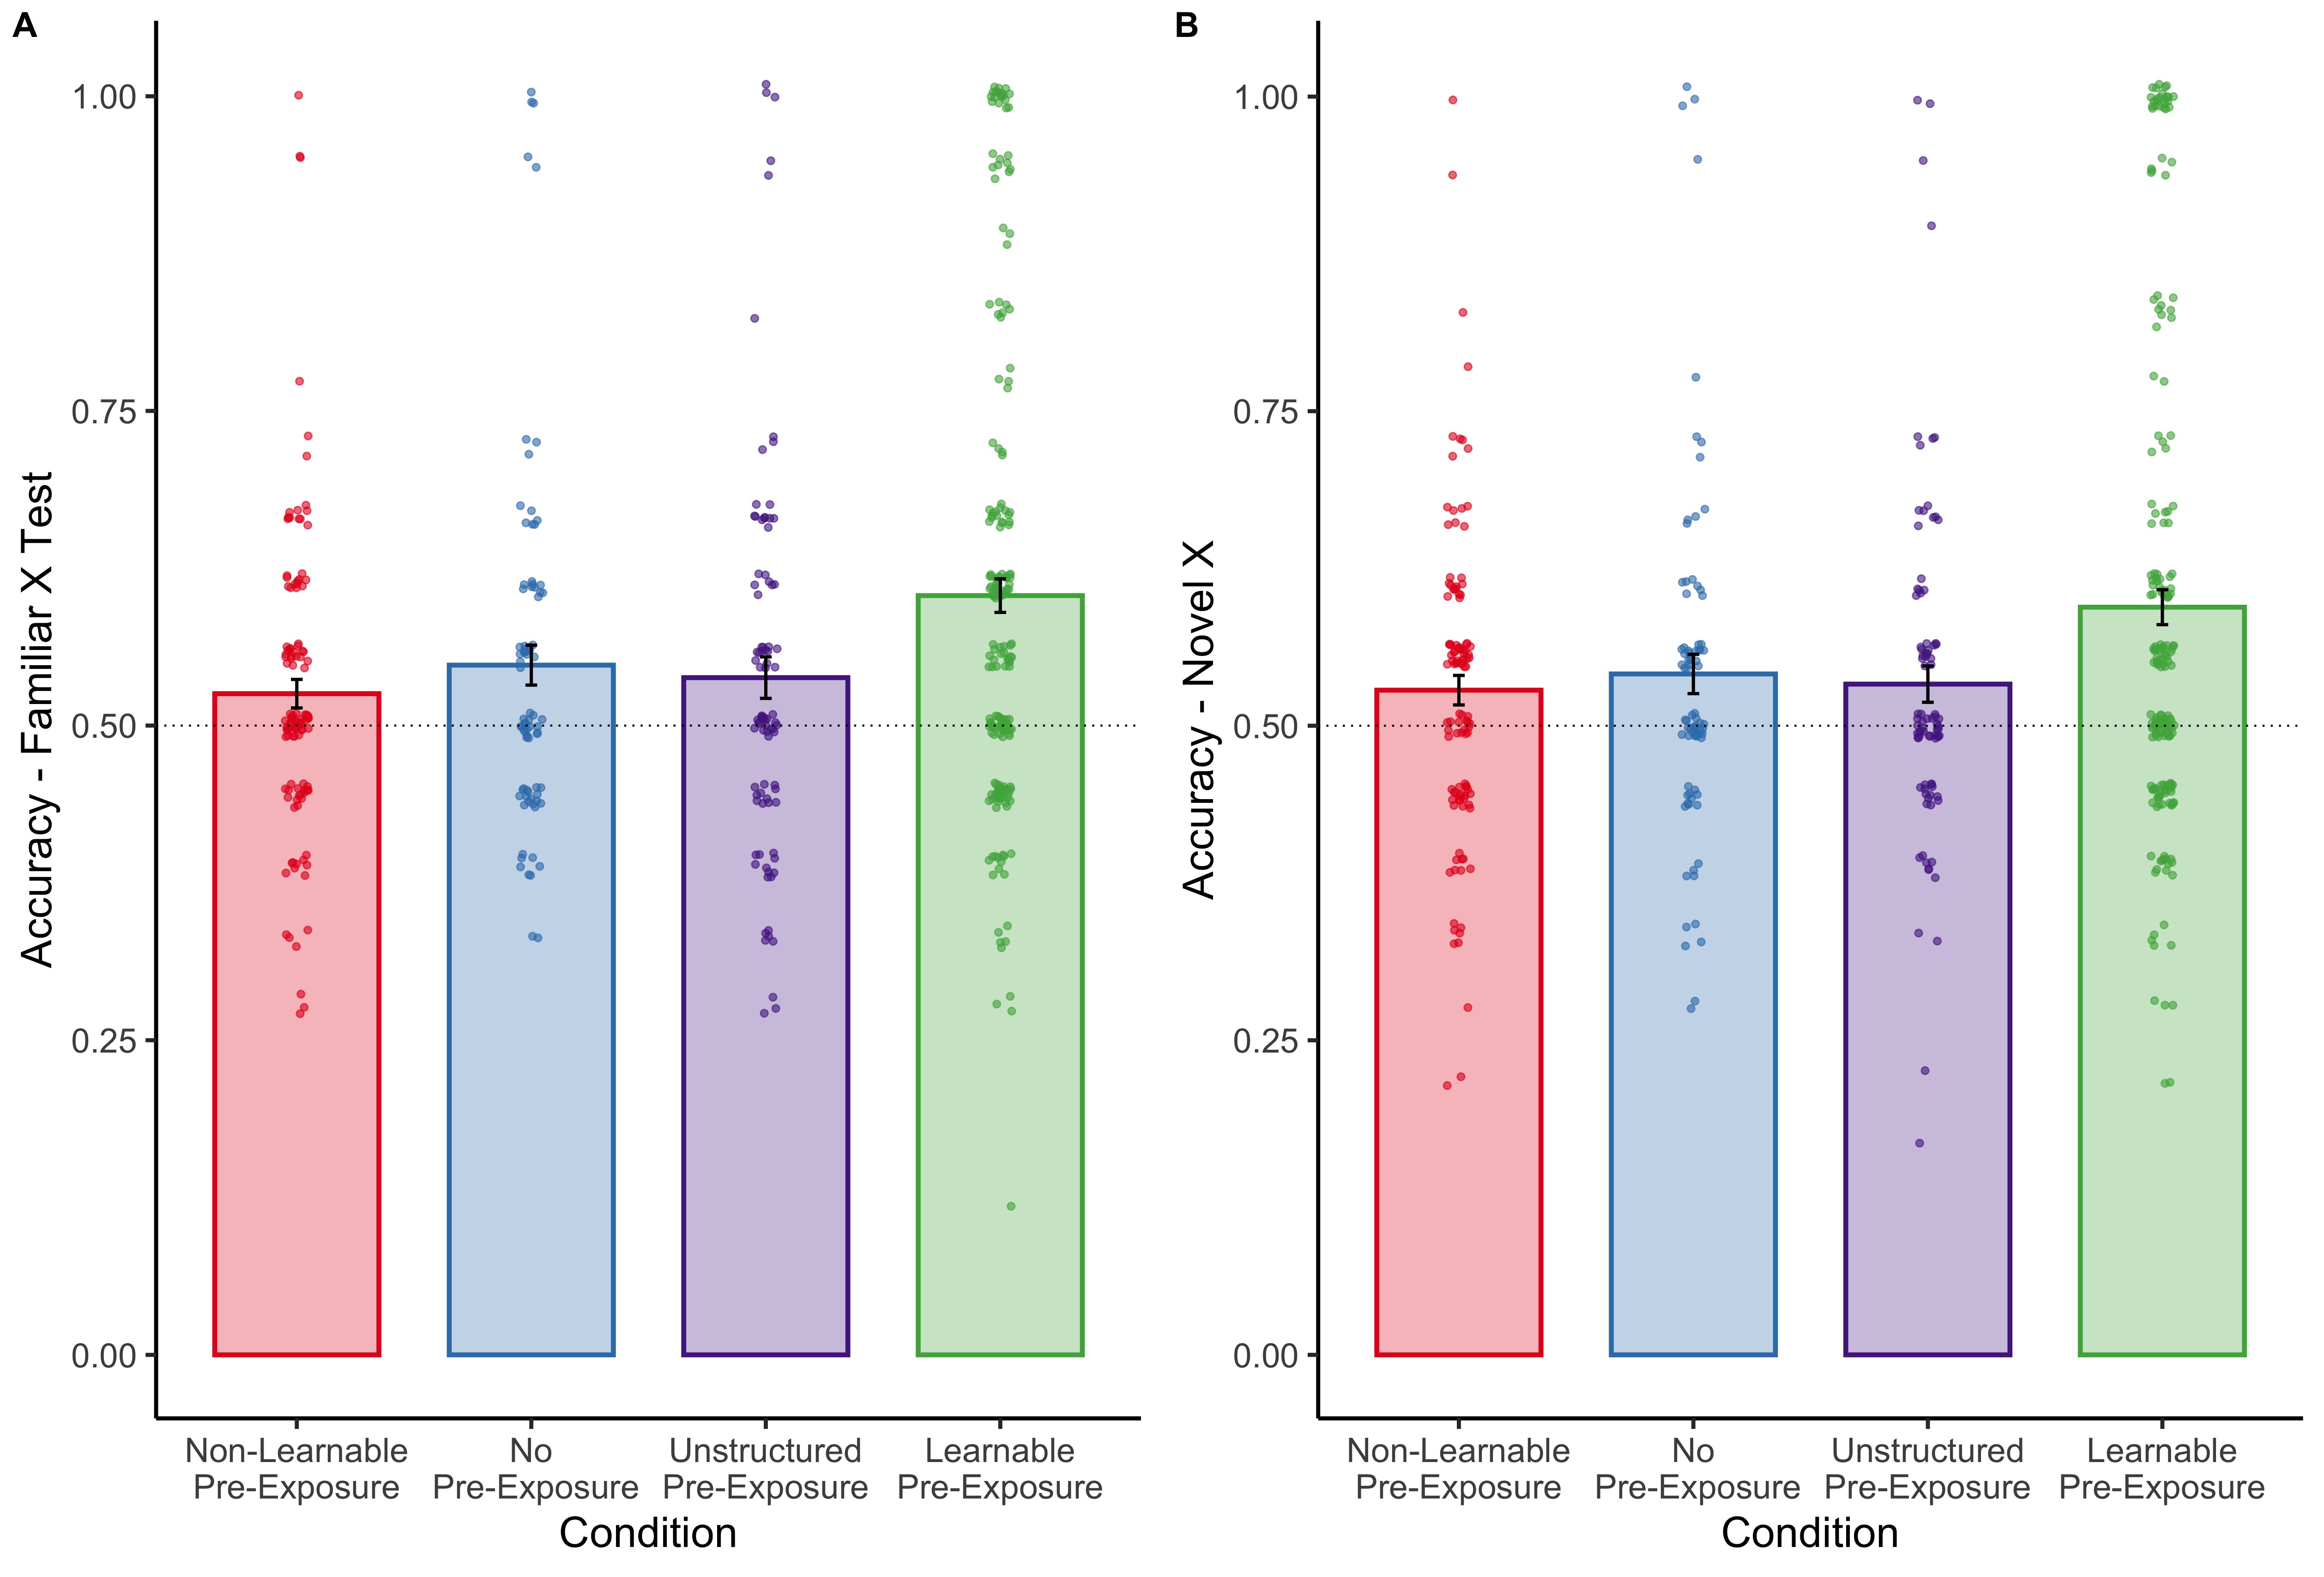 A
Accuracy - Familiar X Test
1.00
0.75
0.50
0.25
0.00
Non-Learnable
Pre-Exposure
No
Pre-Exposure
Unstructured
Pre-Exposure
Learnable
Pre-Exposure
Condition
B
Accuracy - Novel X
1.00
0.75
0.50
0.25
0.00
Non-Learnable
Pre-Exposure
No
Pre-Exposure
Unstructured
Pre-Exposure
Learnable
Pre-Exposure
Condition